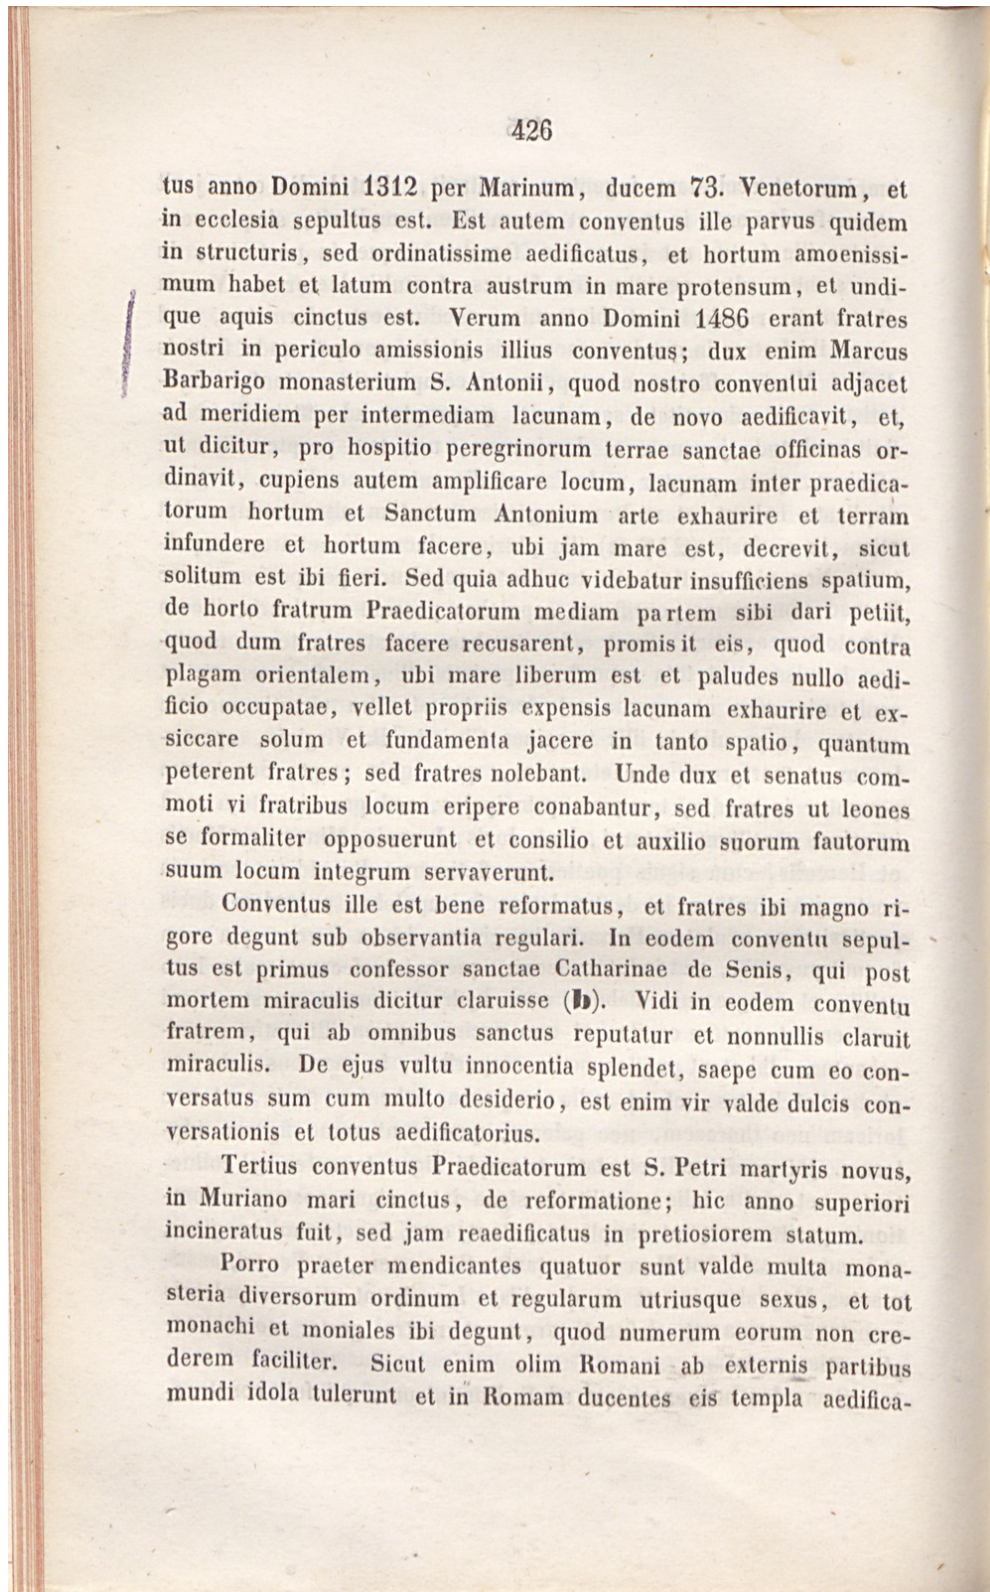 426
tus anno Domini 1312 per Marinum, ducem 73. Venetorum, et
in ecclesia sepultus est. Est autem conventus ille parvus quidem
in structuris, sed ordinatissime aedificatus, et hortum amoenissi-
mum habet et latum contra austrum in mare protensum, et undi-
que aquis cinctus est. Verum anno Domini 1486 erant fratres
nostri in periculo amissionis illius conventus; dux enim Marcus
Barbarigo monasterium S. Antonii, quod nostro conventui adjacet
ad meridiem per intermediam lacunam, de novo aedificavit, et,
ut dicitur, pro hospitio peregrinorum terrae sanctae officinas or-
dinavit, cupiens autem amplificare locum, lacunam inter praedica-
torum hortum et Sanctum Antonium arte exhaurire et terram
infundere et hortum facere, ubi jam mare est, decrevit, sicut
solitum est ibi fieri. Sed quia adhuc videbatur insufficiens spatium,
de horto fratrum Praedicatorum mediam partem sibi dari petiit,
quod dum fratres facere recusarent, promisit eis, quod contra
plagam orientalem, ubi mare liberum est et paludes nullo aedi-
ficio occupatae, vellet propriis expensis lacunam exhaurire et ex-
siccare solum et fundamenta jacere in tanto spatio, quantum
peterent fratres; sed fratres nolebant. Unde dux et senatus com-
moti vi fratribus locum eripere conabantur, sed fratres ut leones
se formaliter opposuerunt et consilio et auxilio suorum fautorum
suum locum integrum servaverunt.
Conventus ille est bene reformatus, et fratres ibi magno ri-
gore degunt sub observantia regulari. In eodem conventu sepul-
tus est primus confessor sanctae Catharinae de Senis, qui post
mortem miraculis dicitur claruisse (b). Vidi in eodem conventu
fratrem, qui ab omnibus sanctus reputatur et nonnullis claruit
miraculis. De ejus vultu innocentia splendet, saepe cum eo con-
versatus sum cum multo desiderio, est enim vir valde dulcis con-
versationis et totus aedificatorius.
Tertius conventus Praedicatorum est S. Petri martyris novus,
in Muriano mari cinctus, de reformatione; hic anno superiori
incineratus fuit, sed jam reaedificatus in pretiosiorem statum.
Porro praeter mendicantes quatuor sunt valde multa mona-
steria diversorum ordinum et regularum utriusque sexus, et tot
monachi et moniales ibi degunt, quod numerum eorum non cre-
derem faciliter. Sicut enim olim Romani ab externis partibus
mundi idola tulerunt et in Romam ducentes eis templa aedifica-